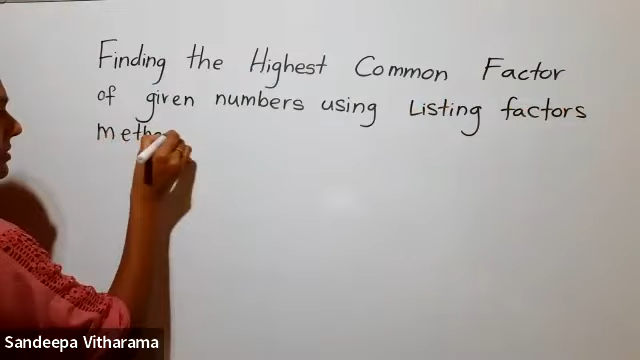 Finding the Highest Common Factor
of given numbers using Listing factors
meth
Sandeepa Vitharama